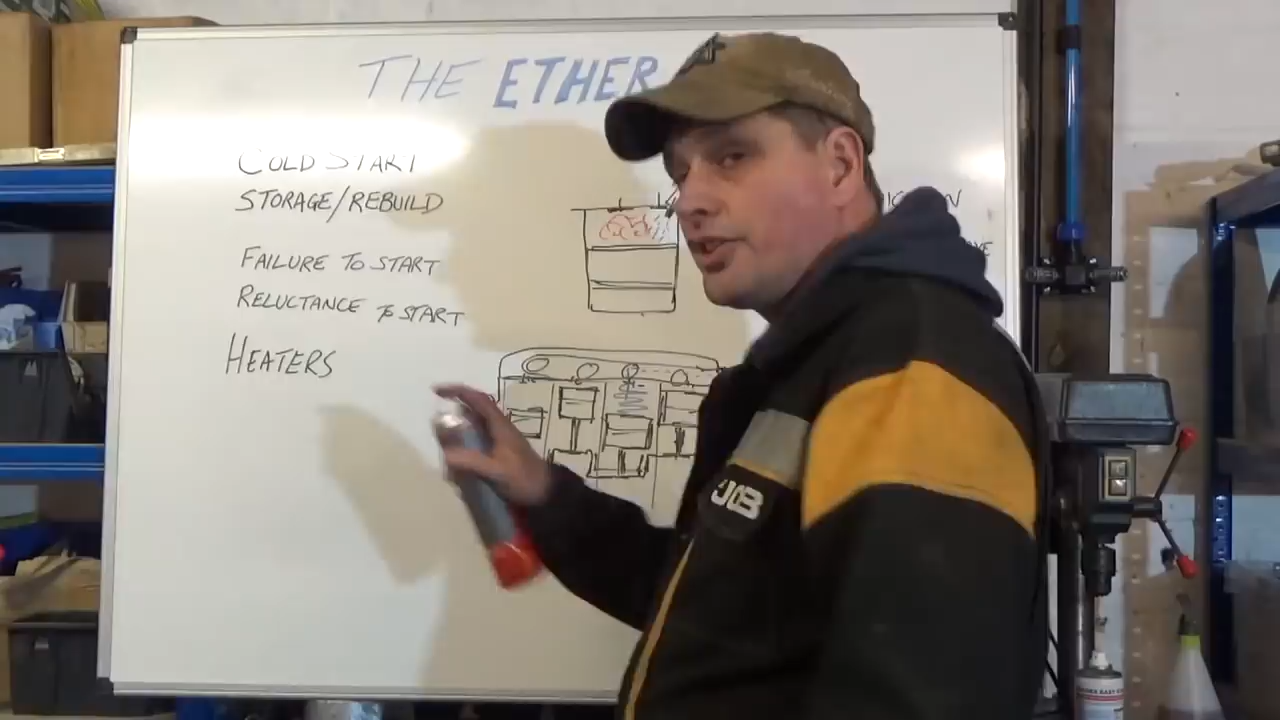 THE ETHER
COLD START
STORAGE/REBUILD
FAILURE TO START
RELUCTANCE TO START
HEATERS
JCB